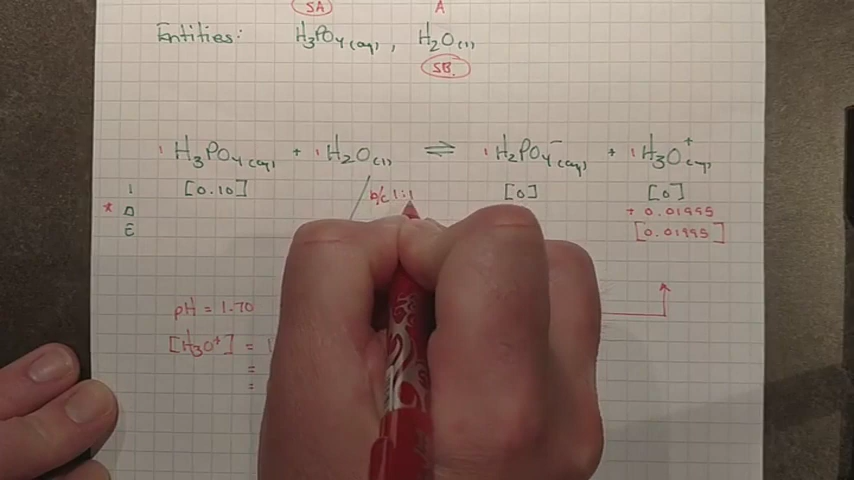 SA A
Entities: H₃PO₄(aq), H₂O(l)
SB.
1 H₃PO₄(aq) + 1 H₂O(l) ⇌ 1 H₂PO₄⁻(aq) + 1 H₃O⁺(aq)
I [0.10] b/c 1:1 [0] [0]
* Δ + 0.01995
E [0.01995]
pH = 1.70
[H₃O⁺] = 1
=
=